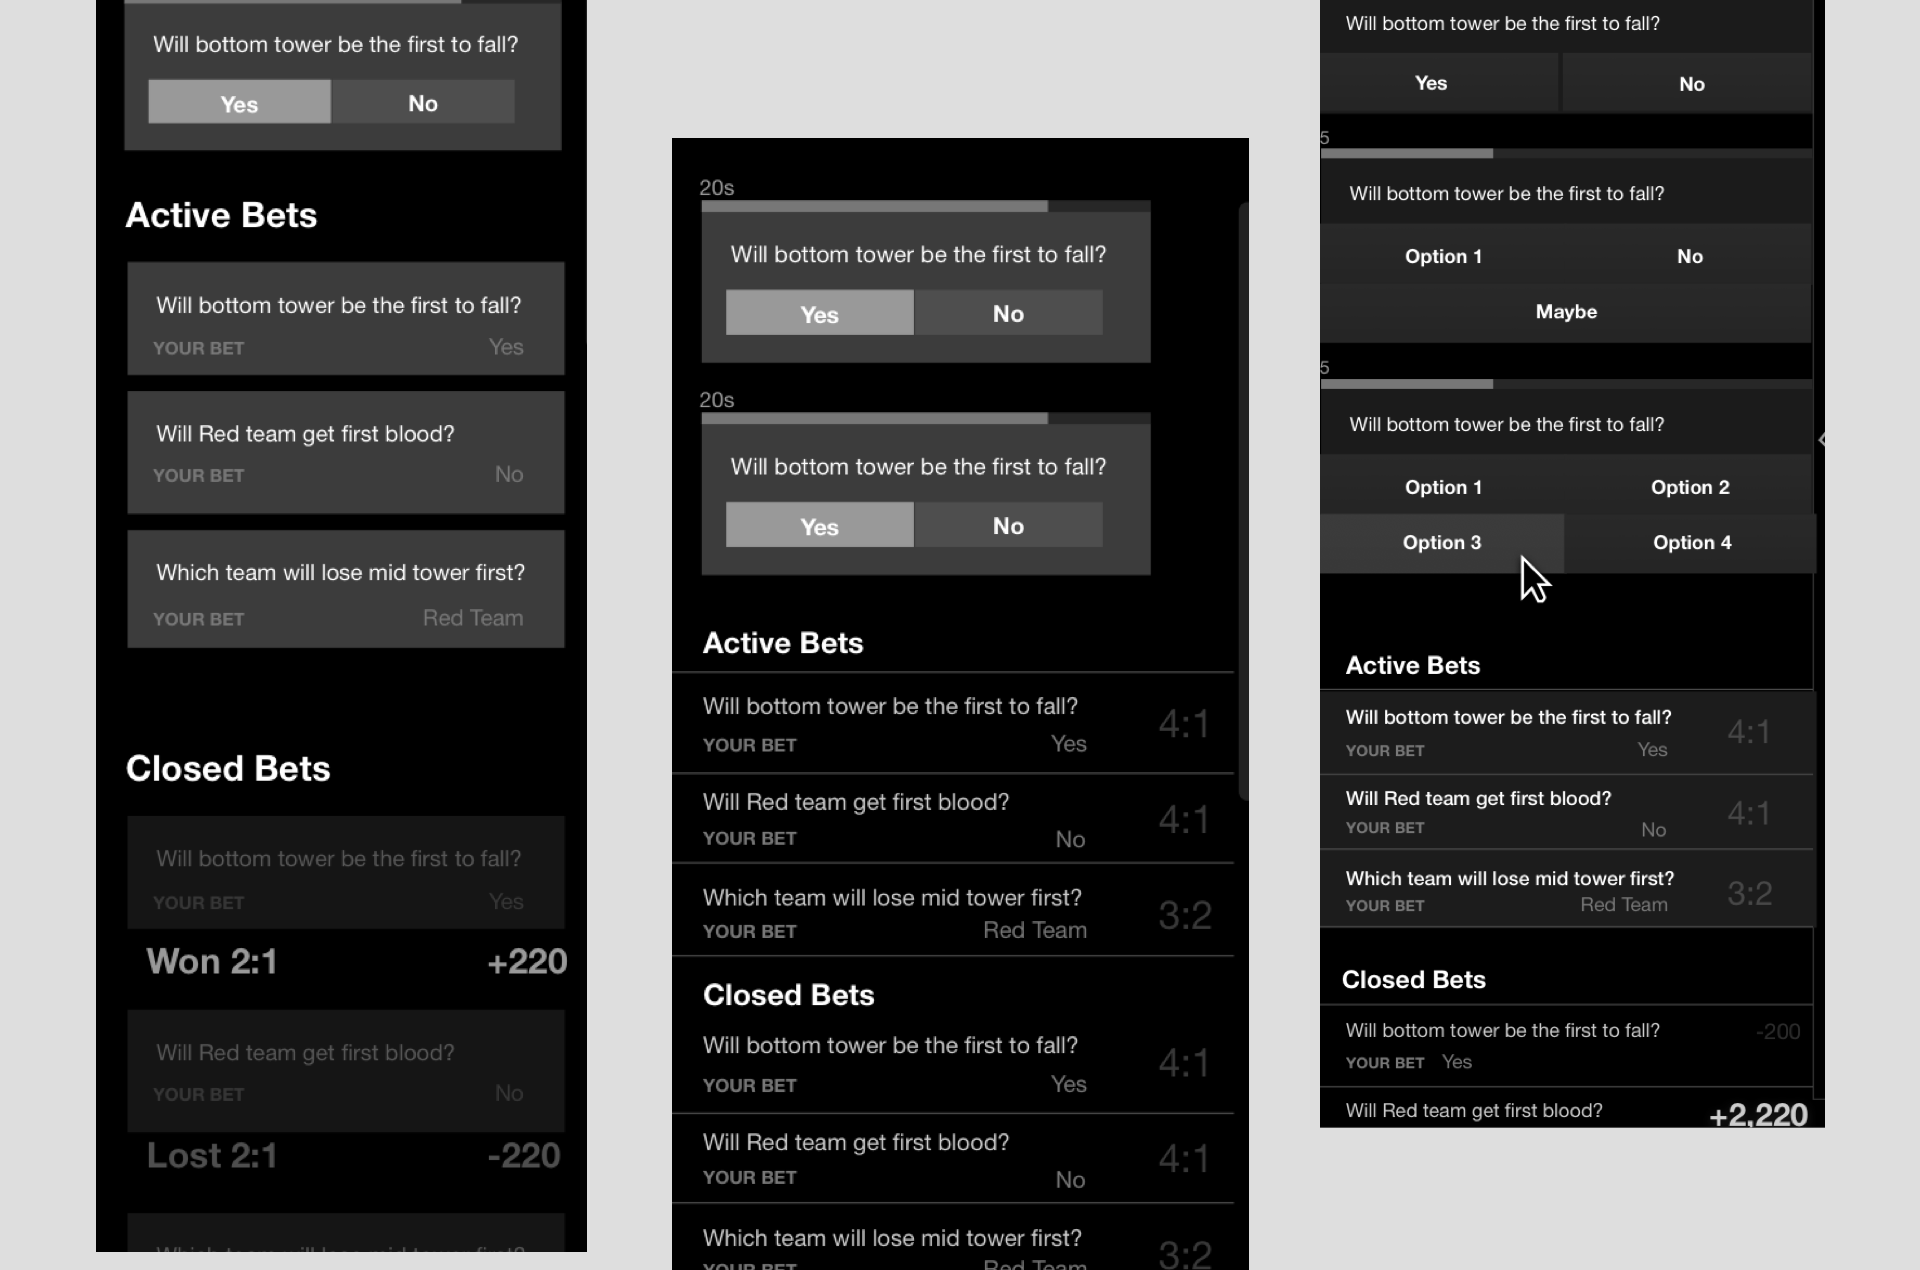 Will bottom tower be the first to fall?
Yes No
Active Bets
Will bottom tower be the first to fall?
YOUR BET Yes
Will Red team get first blood?
YOUR BET No
Which team will lose mid tower first?
YOUR BET Red Team
Closed Bets
Will bottom tower be the first to fall?
YOUR BET Yes
Won 2:1 +220
Will Red team get first blood?
YOUR BET No
Lost 2:1 -220
Which team will lose mid tower first?
20s
Will bottom tower be the first to fall?
Yes No
20s
Will bottom tower be the first to fall?
Yes No
Active Bets
Will bottom tower be the first to fall?
YOUR BET Yes 4:1
Will Red team get first blood?
YOUR BET No 4:1
Which team will lose mid tower first?
YOUR BET Red Team 3:2
Closed Bets
Will bottom tower be the first to fall?
YOUR BET Yes 4:1
Will Red team get first blood?
YOUR BET No 4:1
Which team will lose mid tower first?
YOUR BET Red Team 3:2
Will bottom tower be the first to fall?
Yes No
5
Will bottom tower be the first to fall?
Option 1 No
Maybe
5
Will bottom tower be the first to fall?
Option 1 Option 2
Option 3 Option 4
Active Bets
Will bottom tower be the first to fall?
YOUR BET Yes 4:1
Will Red team get first blood?
YOUR BET No 4:1
Which team will lose mid tower first?
YOUR BET Red Team 3:2
Closed Bets
Will bottom tower be the first to fall? -200
YOUR BET Yes
Will Red team get first blood? +2,220